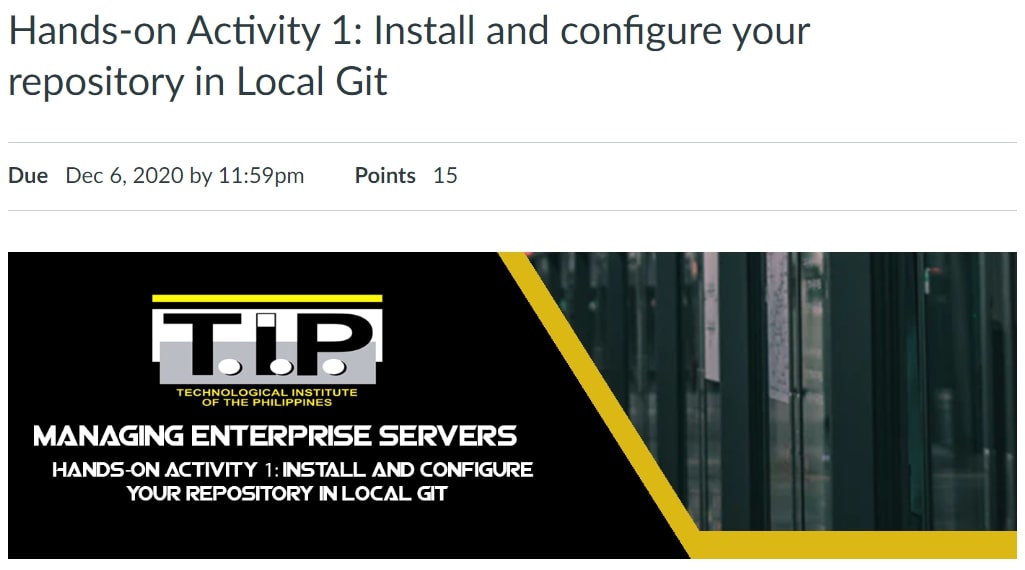 Hands-on Activity 1: Install and configure your
repository in Local Git
Due Dec 6, 2020 by 11:59pm Points 15
T.I.P.
TECHNOLOGICAL INSTITUTE
OF THE PHILIPPINES
MANAGING ENTERPRISE SERVERS
HANDS-ON ACTIVITY 1: INSTALL AND CONFIGURE
YOUR REPOSITORY IN LOCAL GIT